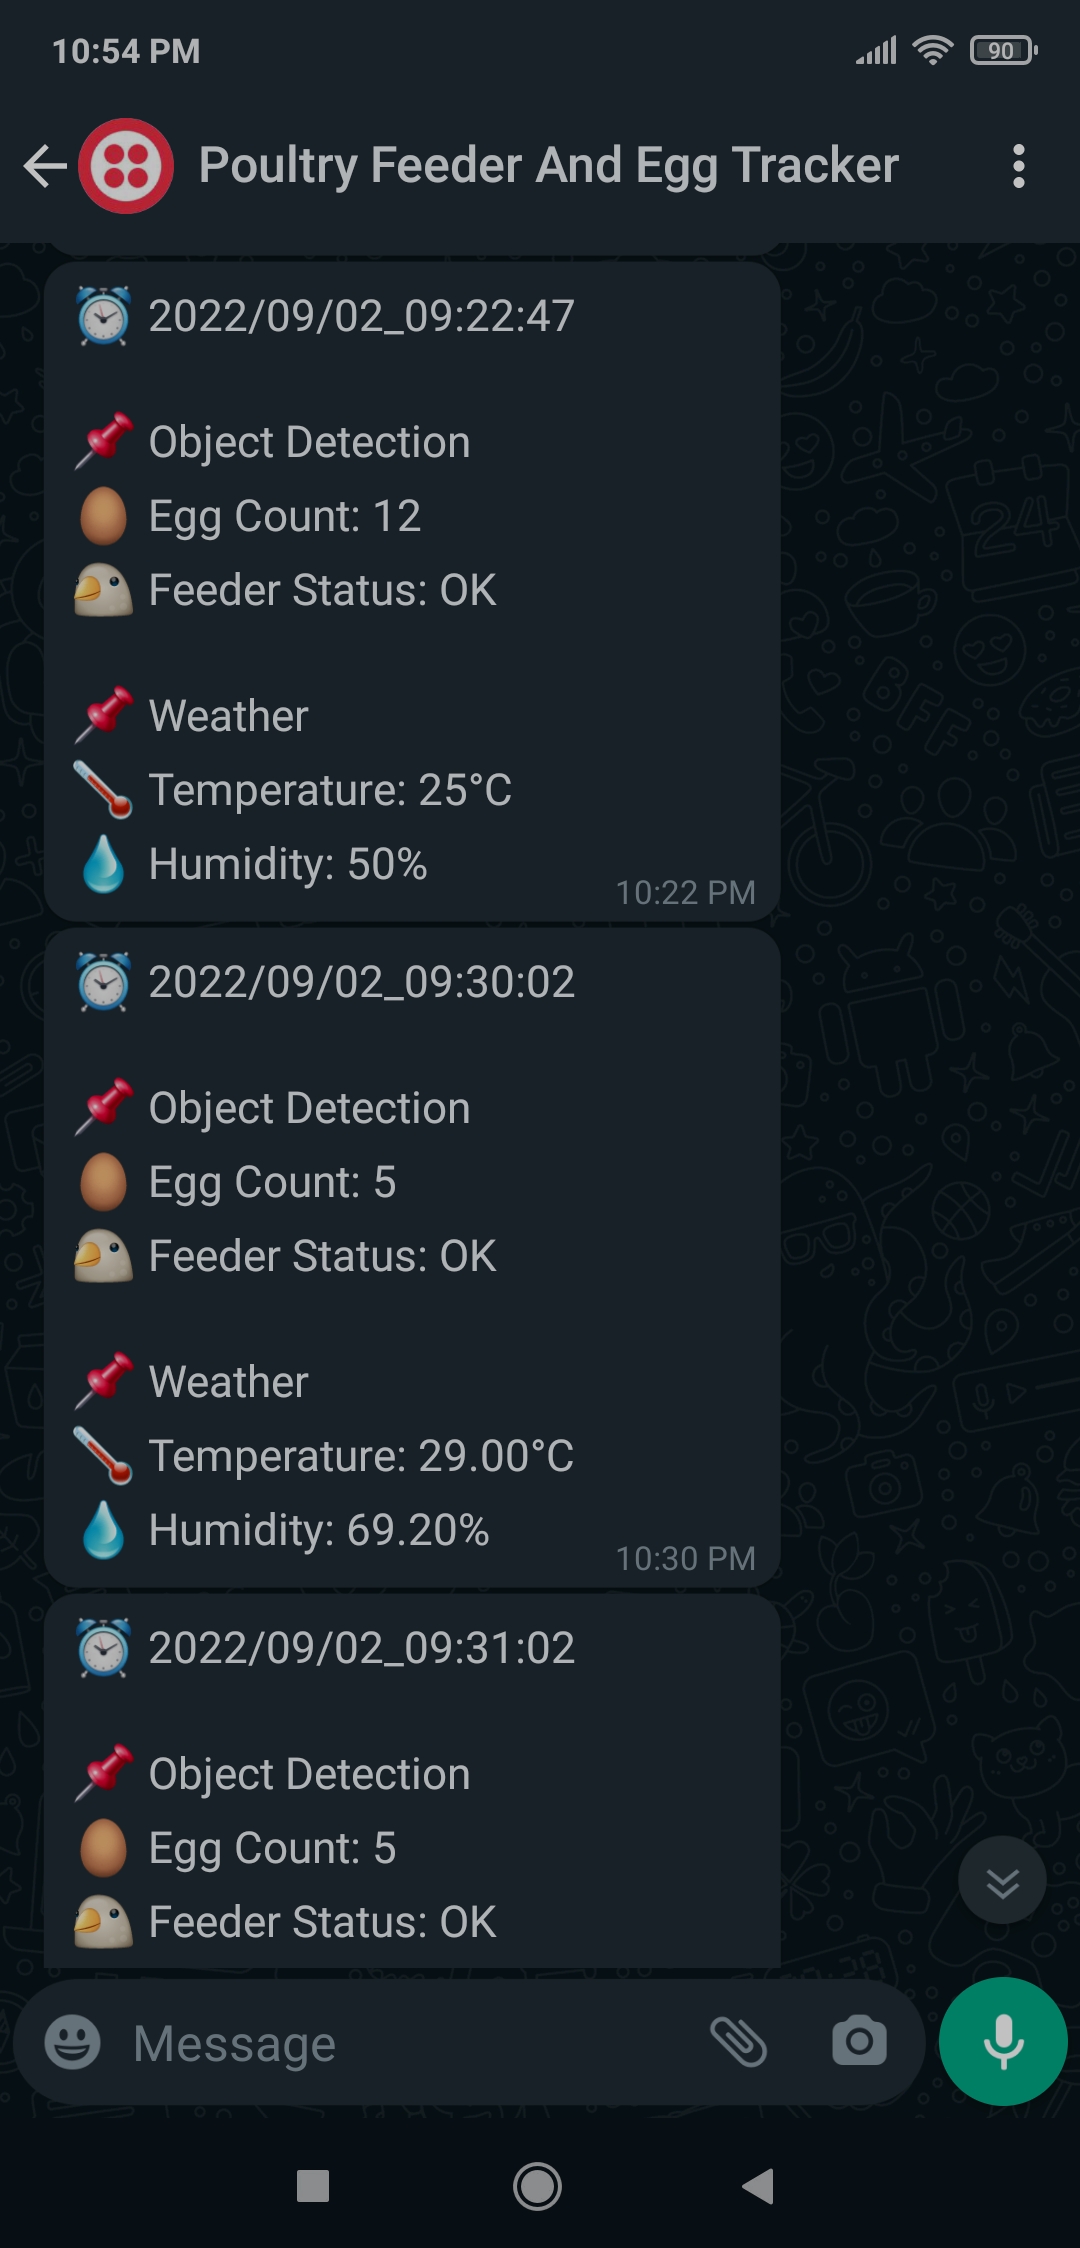 10:54 PM
90
Poultry Feeder And Egg Tracker
2022/09/02_09:22:47
Object Detection
Egg Count: 12
Feeder Status: OK
Weather
Temperature: 25°C
Humidity: 50%
10:22 PM
2022/09/02_09:30:02
Object Detection
Egg Count: 5
Feeder Status: OK
Weather
Temperature: 29.00°C
Humidity: 69.20%
10:30 PM
2022/09/02_09:31:02
Object Detection
Egg Count: 5
Feeder Status: OK
Message